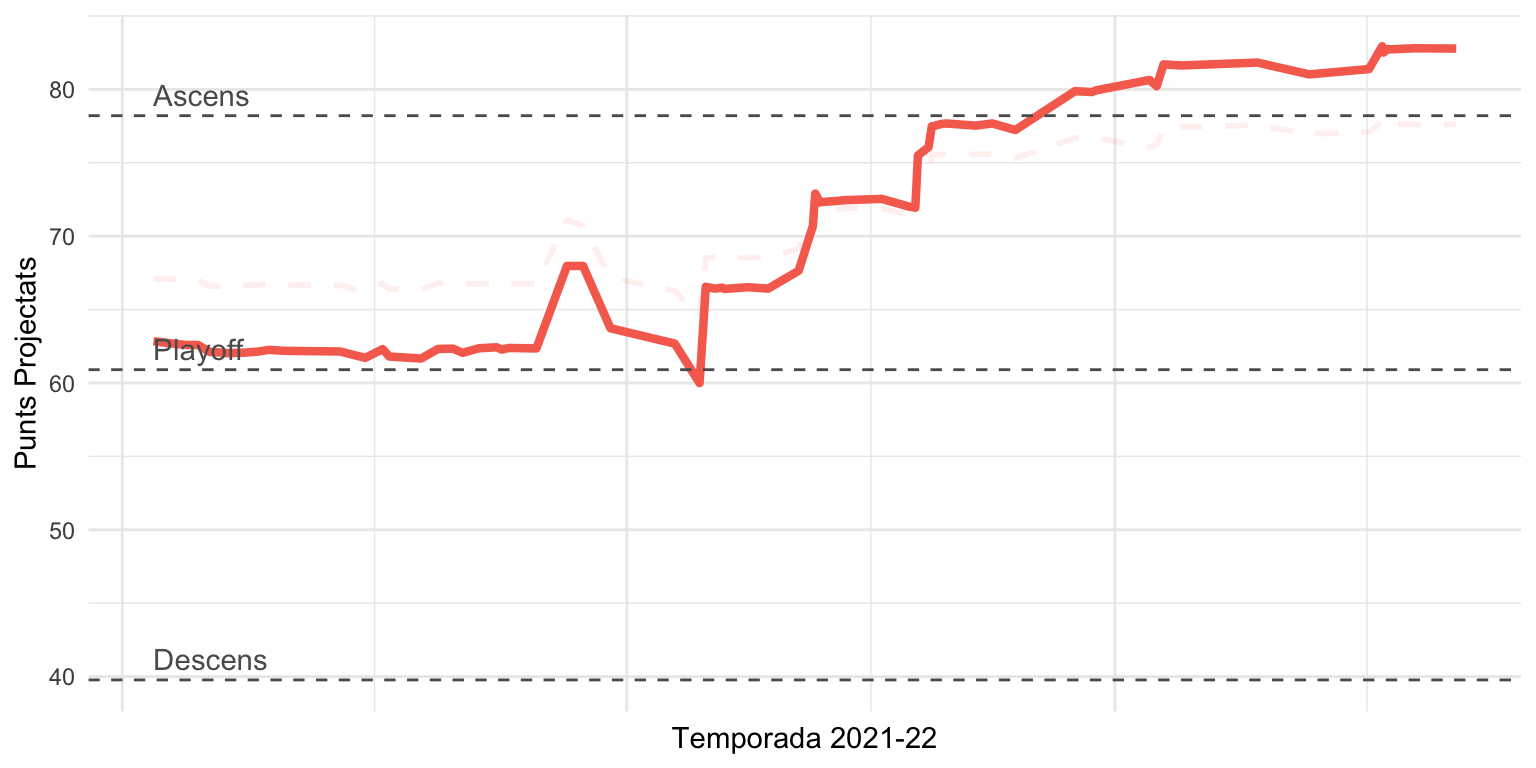 80
70
60
50
40
Punts Projectats
Ascens
Playoff
Descens
Temporada 2021-22